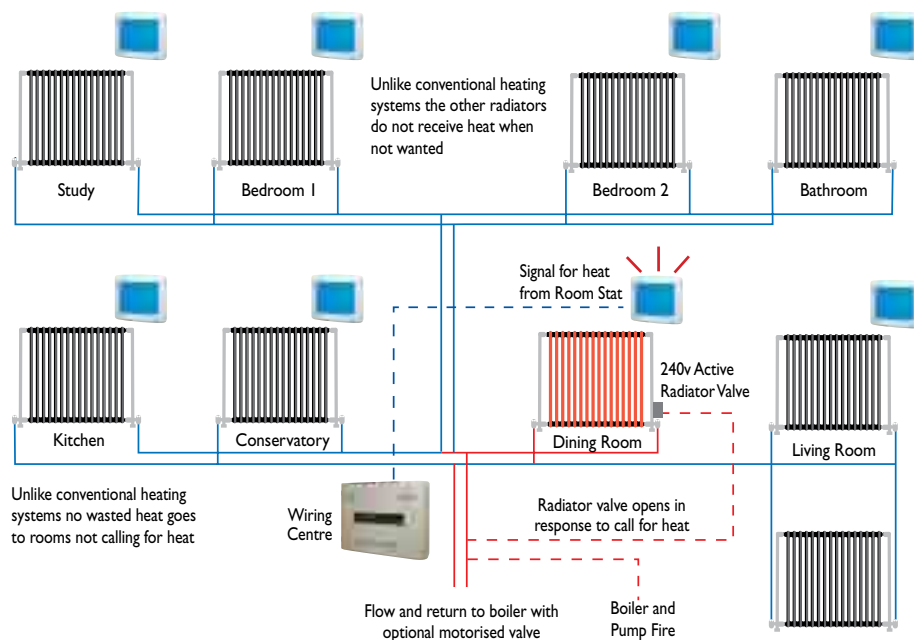 Unlike conventional heating
systems the other radiators
do not receive heat when
not wanted
Study
Bedroom 1
Bedroom 2
Bathroom
Signal for heat
from Room Stat
240v Active
Radiator Valve
Kitchen
Conservatory
Dining Room
Living Room
Unlike conventional heating
systems no wasted heat goes
to rooms not calling for heat
Wiring
Centre
Radiator valve opens in
response to call for heat
Flow and return to boiler with
optional motorised valve
Boiler and
Pump Fire